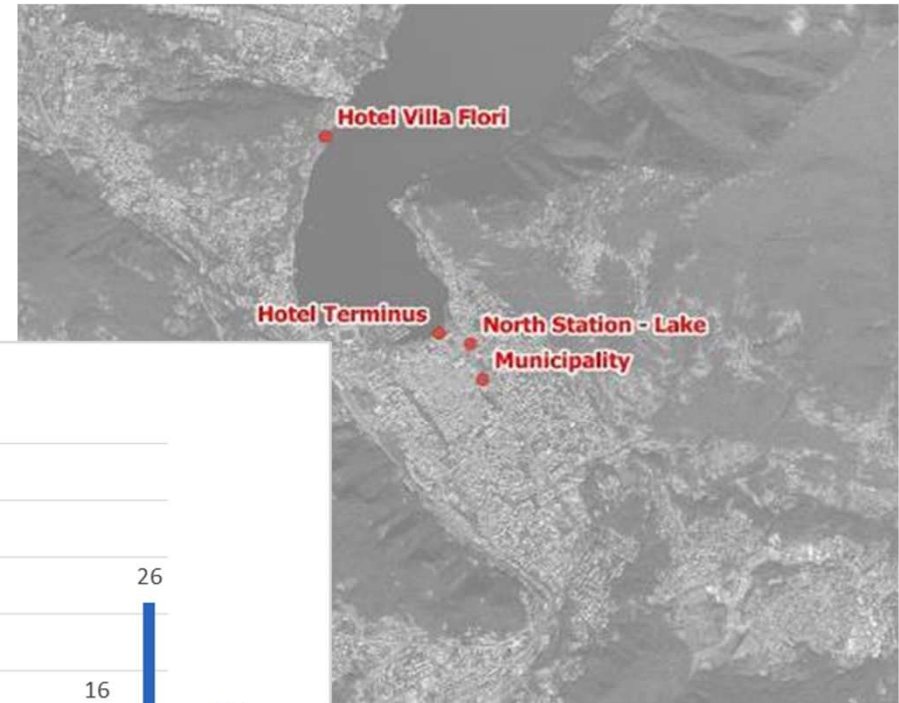 Hotel Villa Flori
Hotel Terminus
North Station - Lake
Municipality
26
16